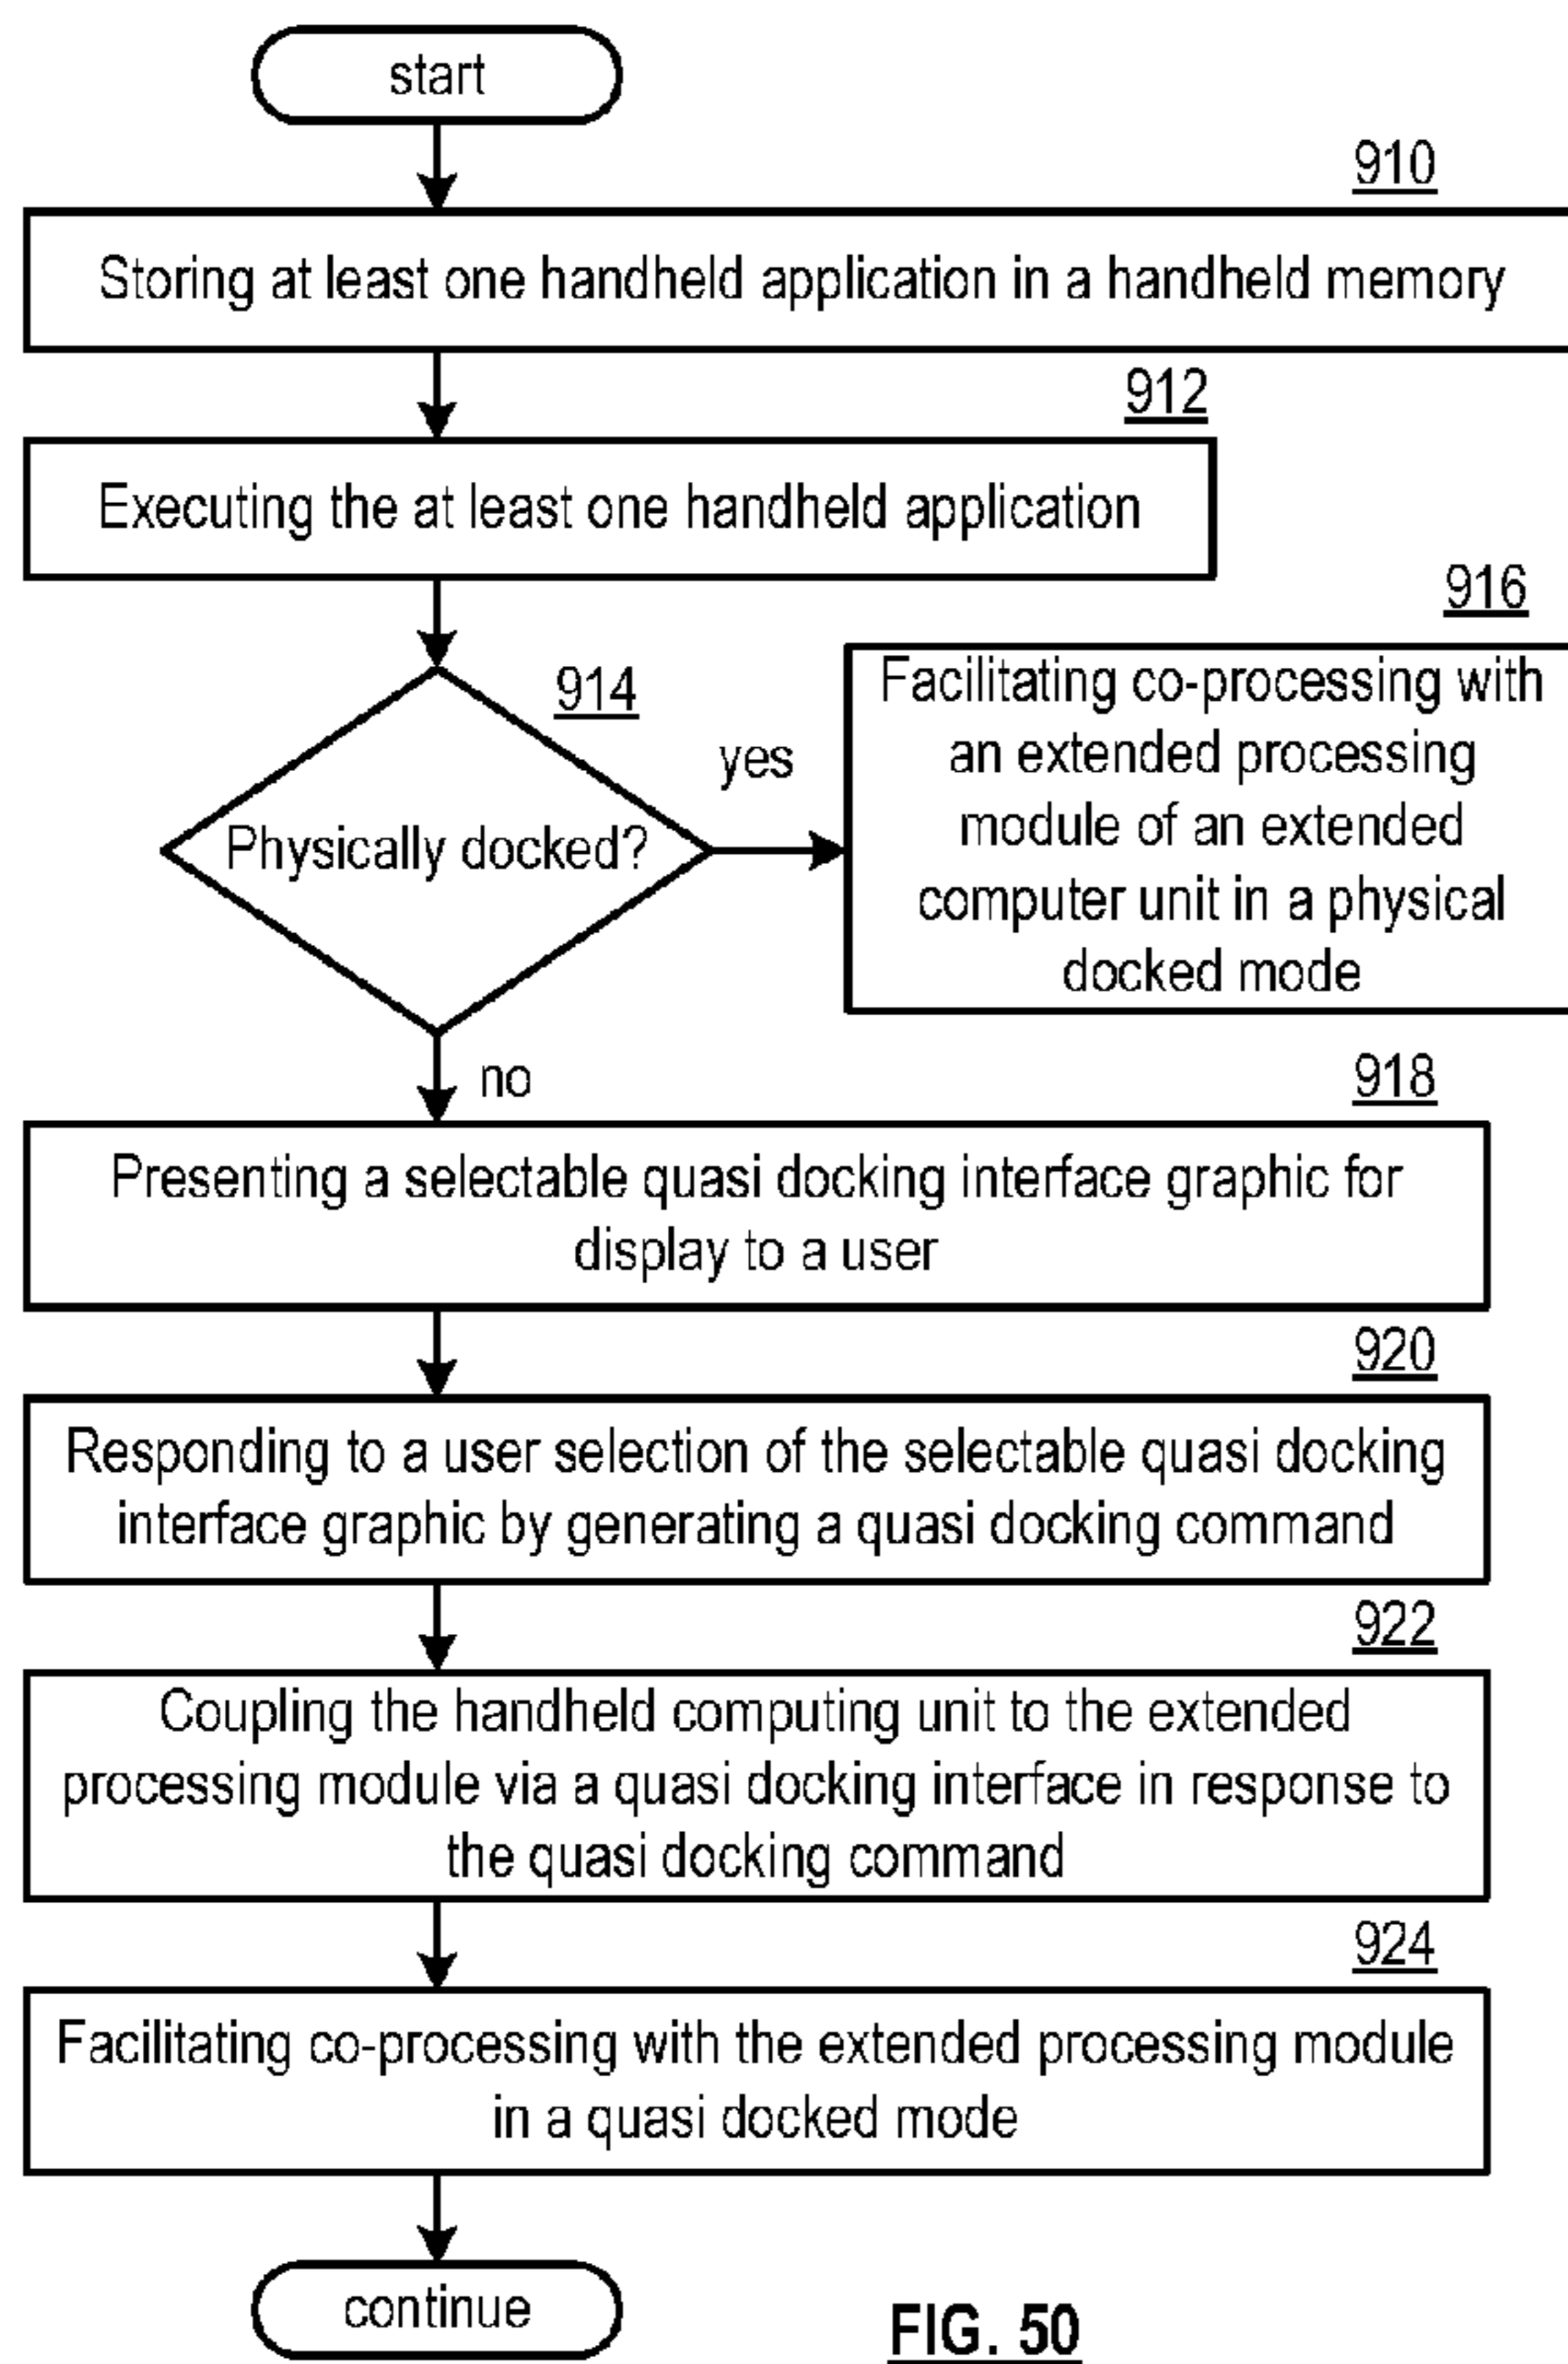 start
910
Storing at least one handheld application in a handheld memory
912
Executing the at least one handheld application
916
914
yes
Physically docked?
Facilitating co-processing with
an extended processing
module of an extended
computer unit in a physical
docked mode
no
918
Presenting a selectable quasi docking interface graphic for
display to a user
920
Responding to a user selection of the selectable quasi docking
interface graphic by generating a quasi docking command
922
Coupling the handheld computing unit to the extended
processing module via a quasi docking interface in response to
the quasi docking command
924
Facilitating co-processing with the extended processing module
in a quasi docked mode
continue
FIG. 50